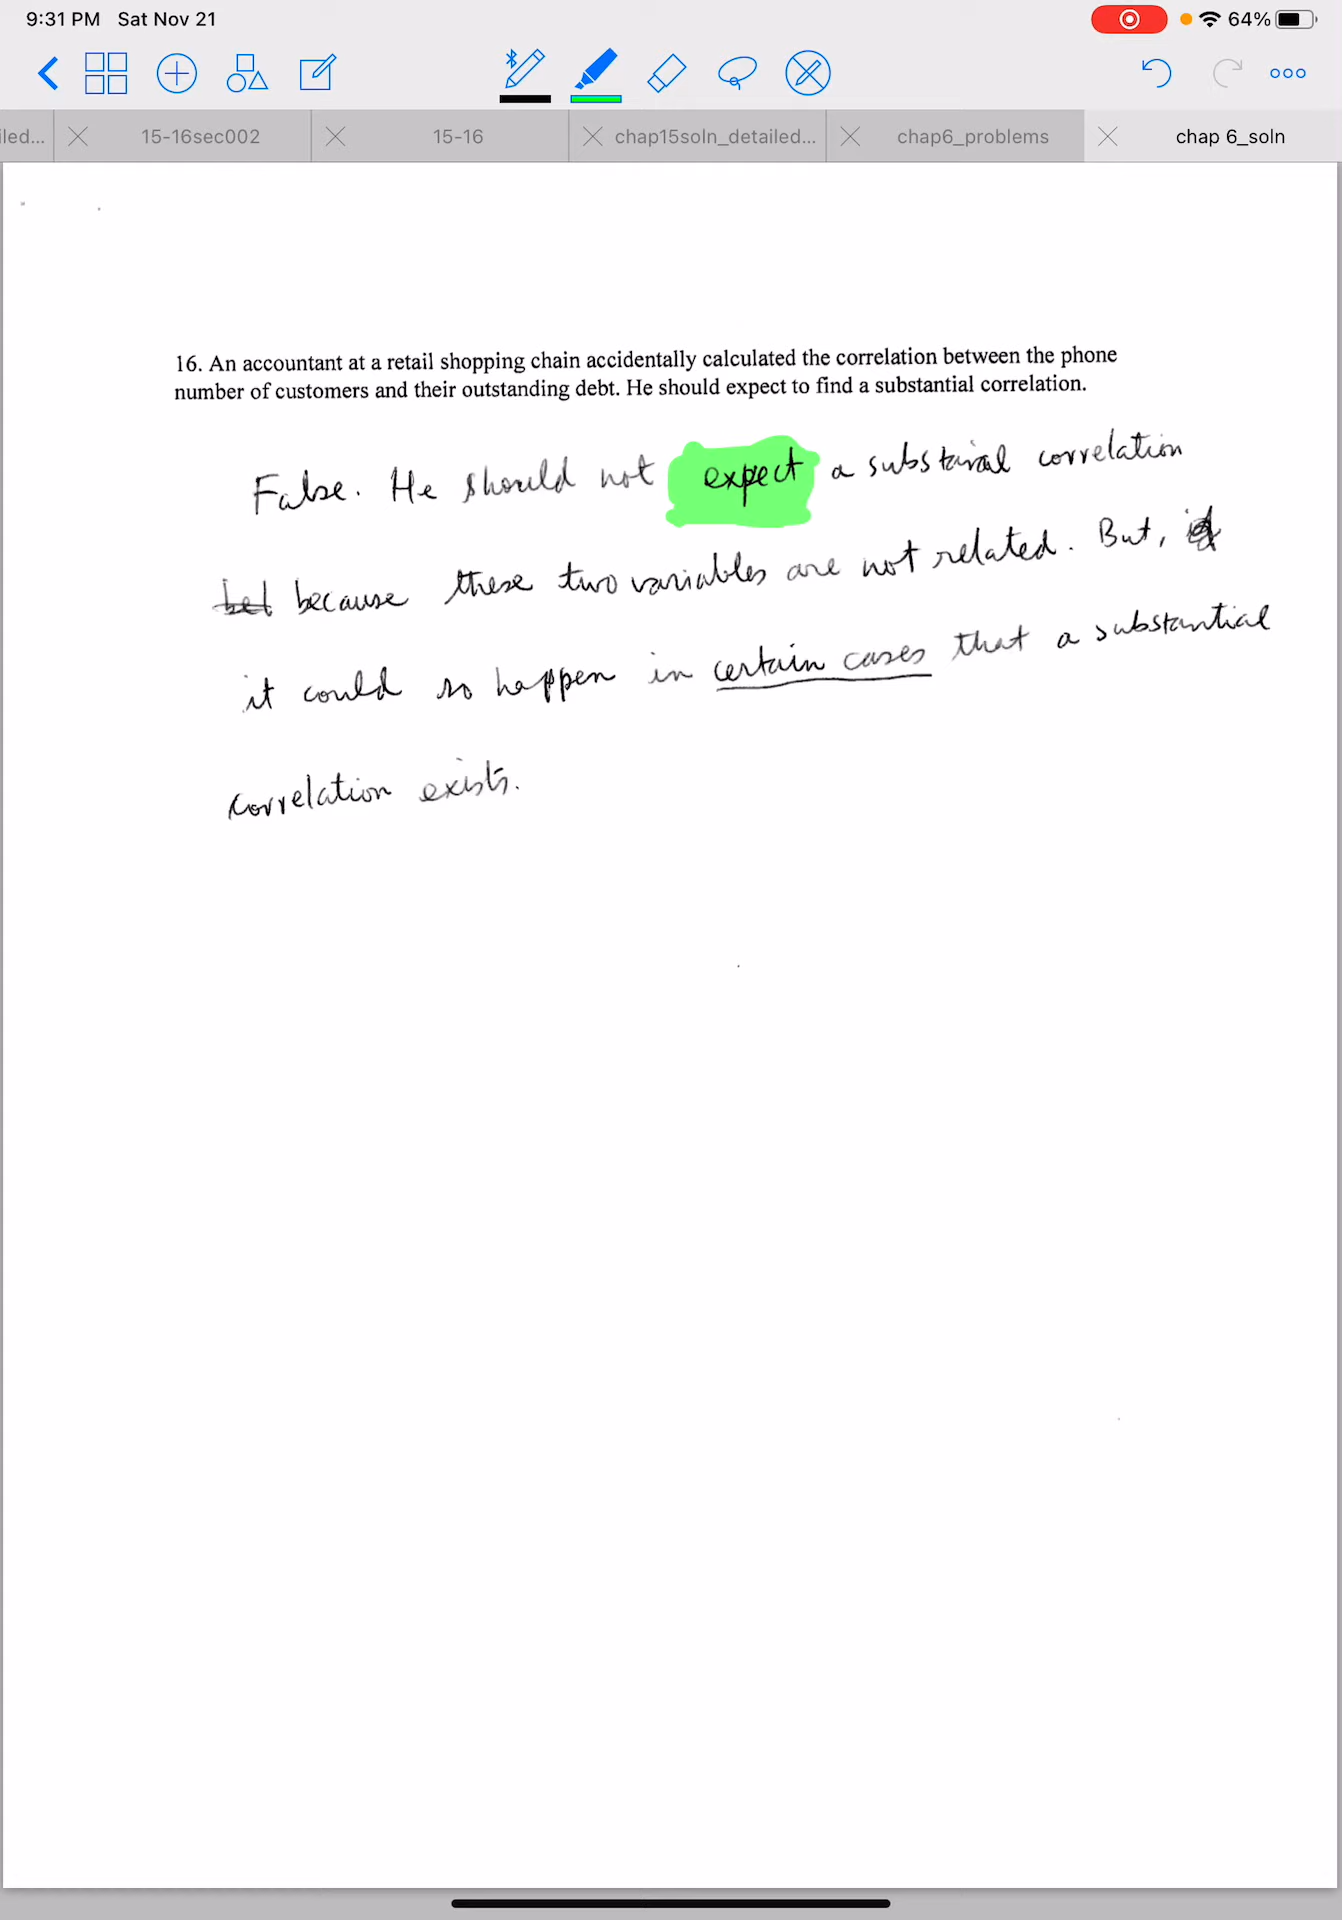 9:31 PM Sat Nov 21 64%
iled... 15-16sec002 15-16 chap15soln_detailed... chap6_problems chap 6_soln
16. An accountant at a retail shopping chain accidentally calculated the correlation between the phone
number of customers and their outstanding debt. He should expect to find a substantial correlation.
False. He should not expect a substaival correlation
because these two variables are not related. But,
it could so happen in certain cases that a substantial
correlation exists.